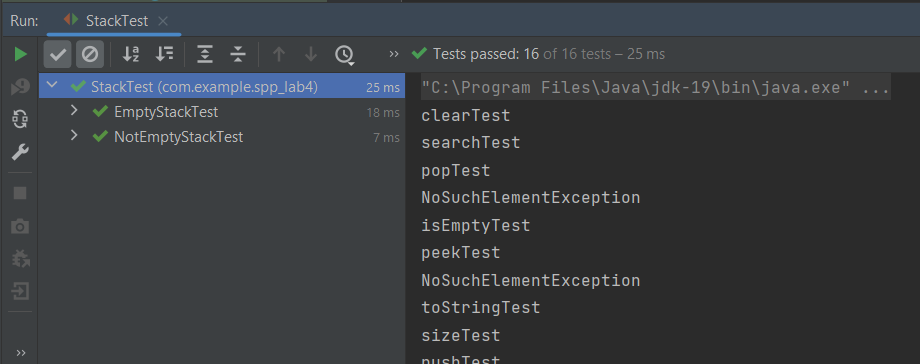 Run: StackTest
Tests passed: 16 of 16 tests – 25 ms
StackTest (com.example.spp_lab4) 25 ms
EmptyStackTest 18 ms
NotEmptyStackTest 7 ms
"C:\Program Files\Java\jdk-19\bin\java.exe" ...
clearTest
searchTest
popTest
NoSuchElementException
isEmptyTest
peekTest
NoSuchElementException
toStringTest
sizeTest
pushTest